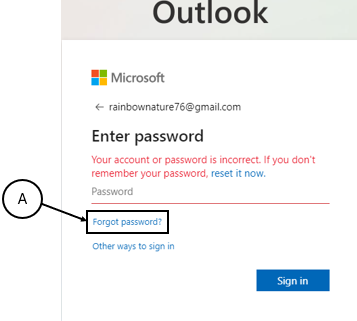 Outlook
Microsoft
← rainbownature76@gmail.com
Enter password
Your account or password is incorrect. If you don't
remember your password, reset it now.
Password
A
Forgot password?
Other ways to sign in
Sign in